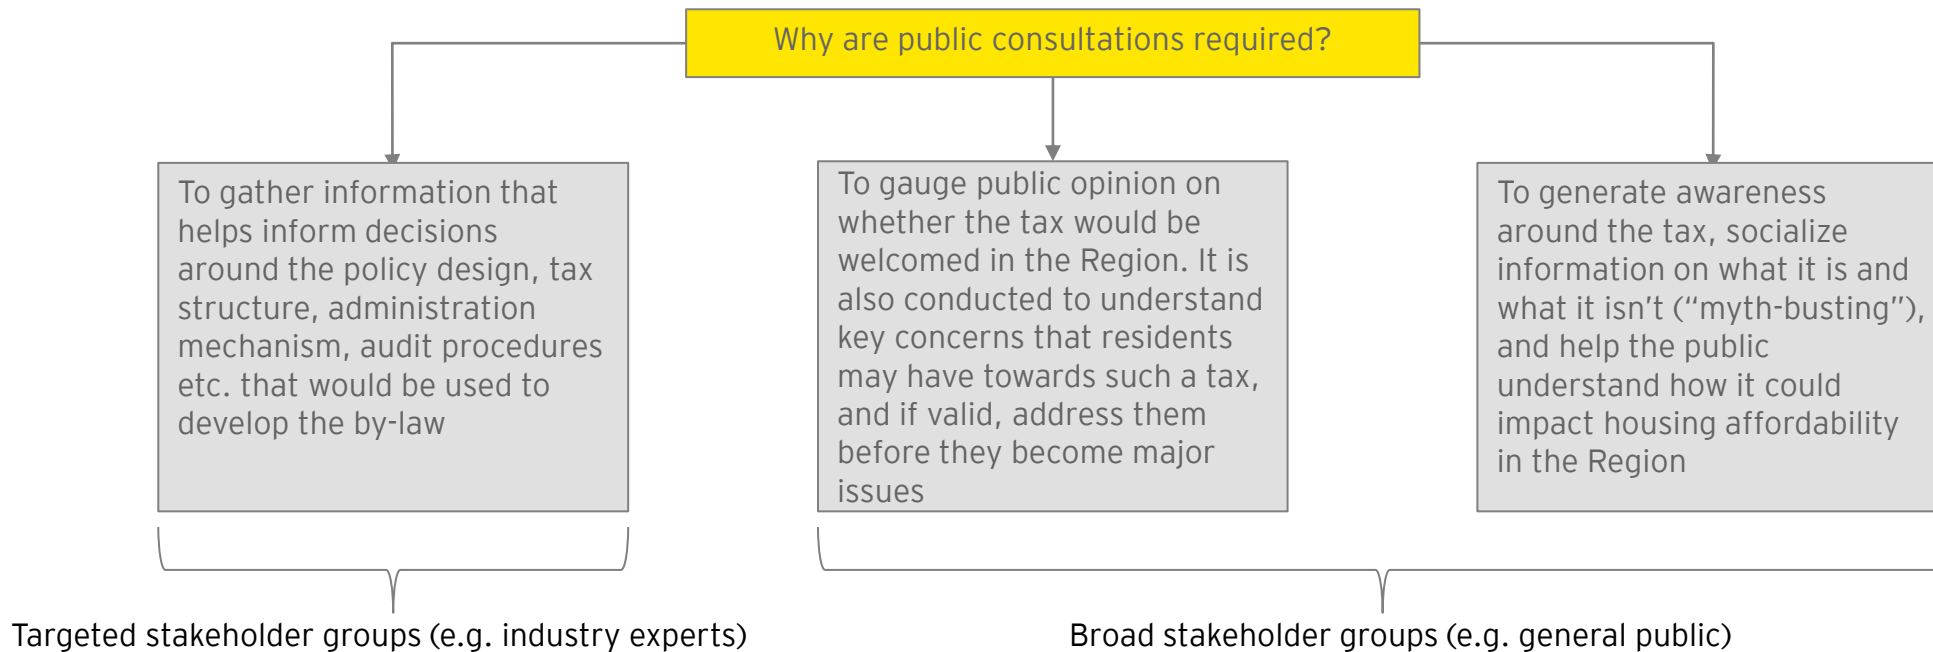 Why are public consultations required?
To gather information that
helps inform decisions
around the policy design, tax
structure, administration
mechanism, audit procedures
etc. that would be used to
develop the by-law
To gauge public opinion on
whether the tax would be
welcomed in the Region. It is
also conducted to understand
key concerns that residents
may have towards such a tax,
and if valid, address them
before they become major
issues
To generate awareness
around the tax, socialize
information on what it is and
what it isn't (“myth-busting”),
and help the public
understand how it could
impact housing affordability
in the Region
Targeted stakeholder groups (e.g. industry experts)
Broad stakeholder groups (e.g. general public)